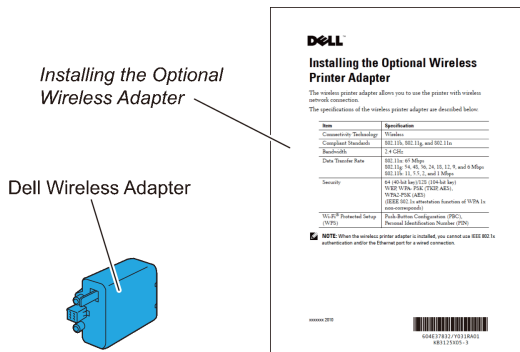 Installing the Optional
Wireless Adapter
Dell Wireless Adapter
DELL™
Installing the Optional Wireless
Printer Adapter
The wireless printer adapter allows you to use the printer with wireless
network connection.
The specifications of the wireless printer adapter are described below.
Item Specification
Connectivity Technology Wireless
Compliant Standards 802.11b, 802.11g, and 802.11n
Bandwidth 2.4 GHz
Data Transfer Rate 802.11n: 65 Mbps
802.11g: 54, 48, 36, 24, 18, 12, 9, and 6 Mbps
802.11b: 11, 5.5, 2, and 1 Mbps
Security 64 (40-bit key)/128 (104-bit key)
WEP, WPA- PSK (TKIP, AES),
WPA2-PSK (AES)
(IEEE 802.1x attestation function of WPA 1x
non-corresponds)
Wi-Fi® Protected Setup Push-Button Configuration (PBC),
(WPS) Personal Identification Number (PIN)
NOTE: When the wireless printer adapter is installed, you cannot use IEEE 802.1x
authentication and/or the Ethernet port for a wired connection.
xxxxxxx 2010
604E37832/Y031RA01
KB3125X05-3